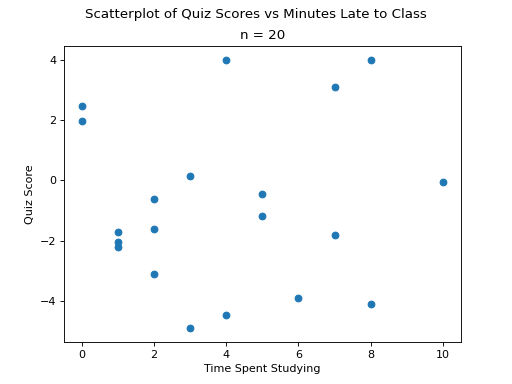 Scatterplot of Quiz Scores vs Minutes Late to Class
n = 20
4
2
0
−2
−4
Quiz Score
0 2 4 6 8 10
Time Spent Studying